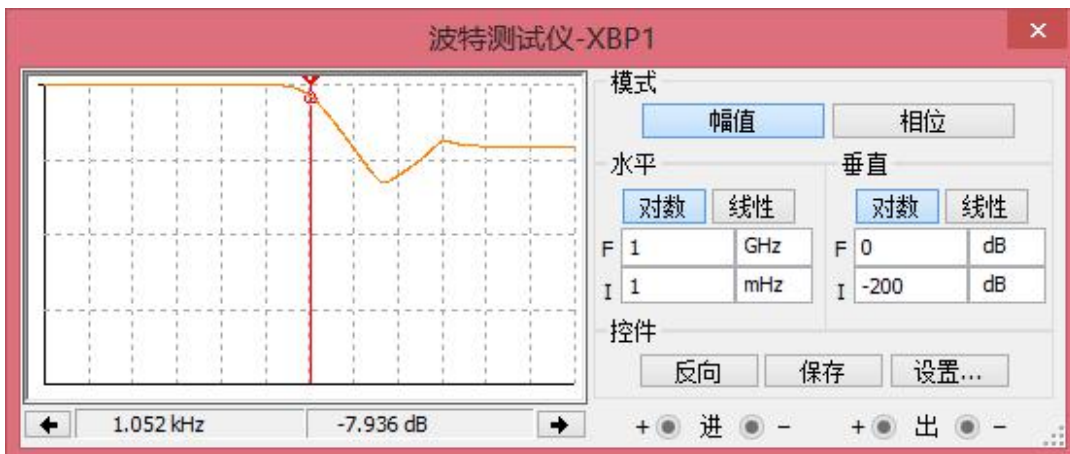 波特测试仪-XBP1
×
模式
幅值 相位
水平 垂直
对数 线性 对数 线性
F 1 GHz F 0 dB
I 1 mHz I -200 dB
控件
反向 保存 设置...
1.052 kHz -7.936 dB + 进 - + 出 -